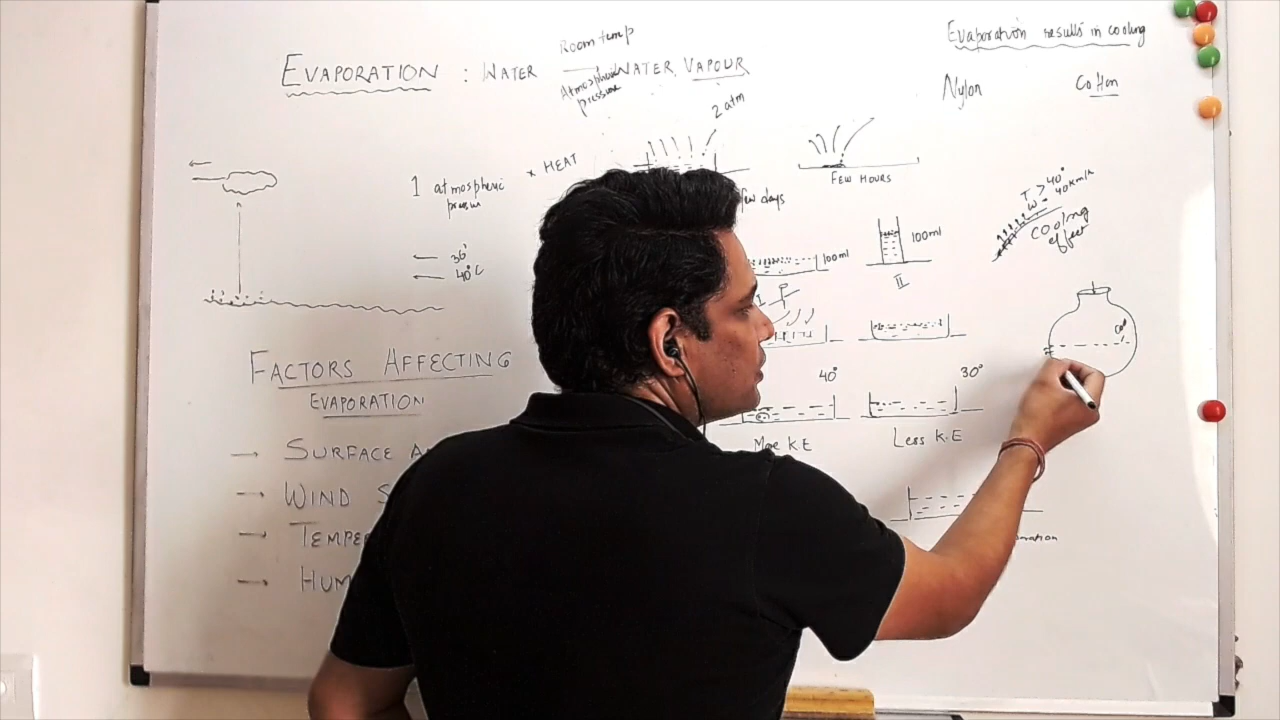 Evaporation results in cooling
Room temp
EVAPORATION : WATER WATER VAPOUR
Atmospheric
pressure
Nylon Cotton
2 atm
× HEAT
1 atmospheric
pressure
FEW HOURS
few days
T > 40°
W = 40km/h
Cooling
effect
100ml
100ml
I
II
36°
40°C
FACTORS AFFECTING
EVAPORATION
40°
30°
More K.E
Less K.E
→ SURFACE A
→ WIND S
→ TEMPE
→ HUM